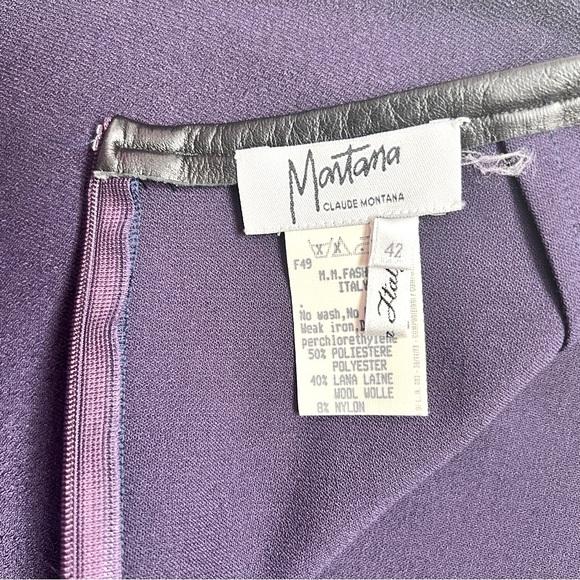 Montana
CLAUDE MONTANA
42
F49
M.M.FASH
ITALY
No wash,No
Weak iron,D
perchlorethylene
50% POLIESTERE
POLYESTER
40% LANA LAINE
WOOL WOLLE
8% NYLON